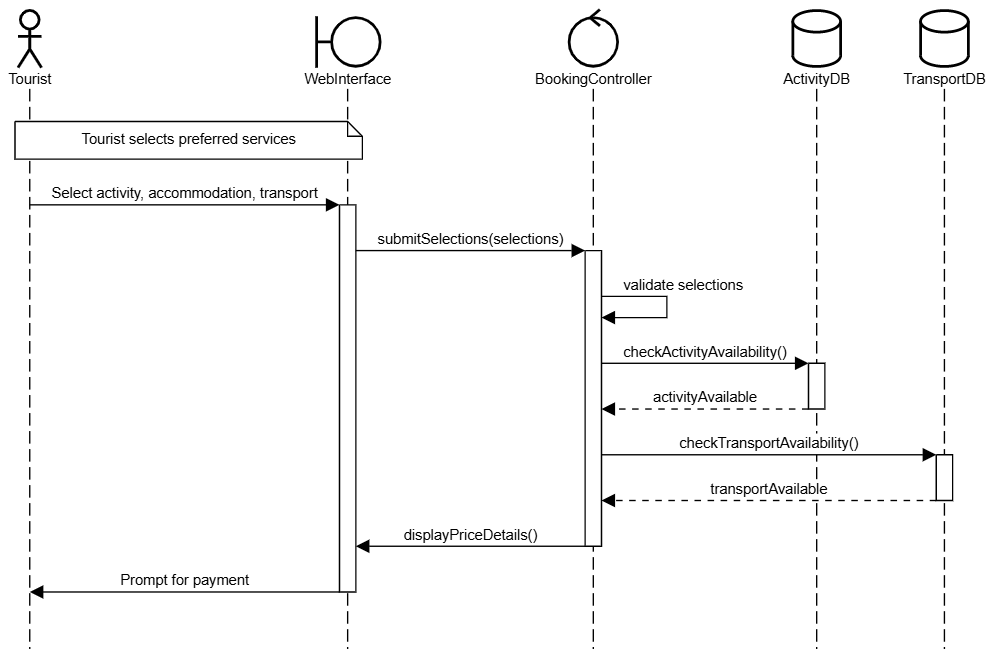 Tourist
WebInterface
BookingController
ActivityDB
TransportDB
Tourist selects preferred services
Select activity, accommodation, transport
submitSelections(selections)
validate selections
checkActivityAvailability()
activityAvailable
checkTransportAvailability()
transportAvailable
displayPriceDetails()
Prompt for payment